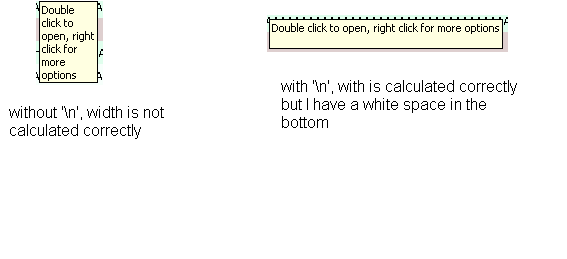 Double
click to
open, right
click for
more
options
Double click to open, right click for more options
without '\n', width is not
calculated correctly
with '\n', with is calculated correctly
but I have a white space in the
bottom